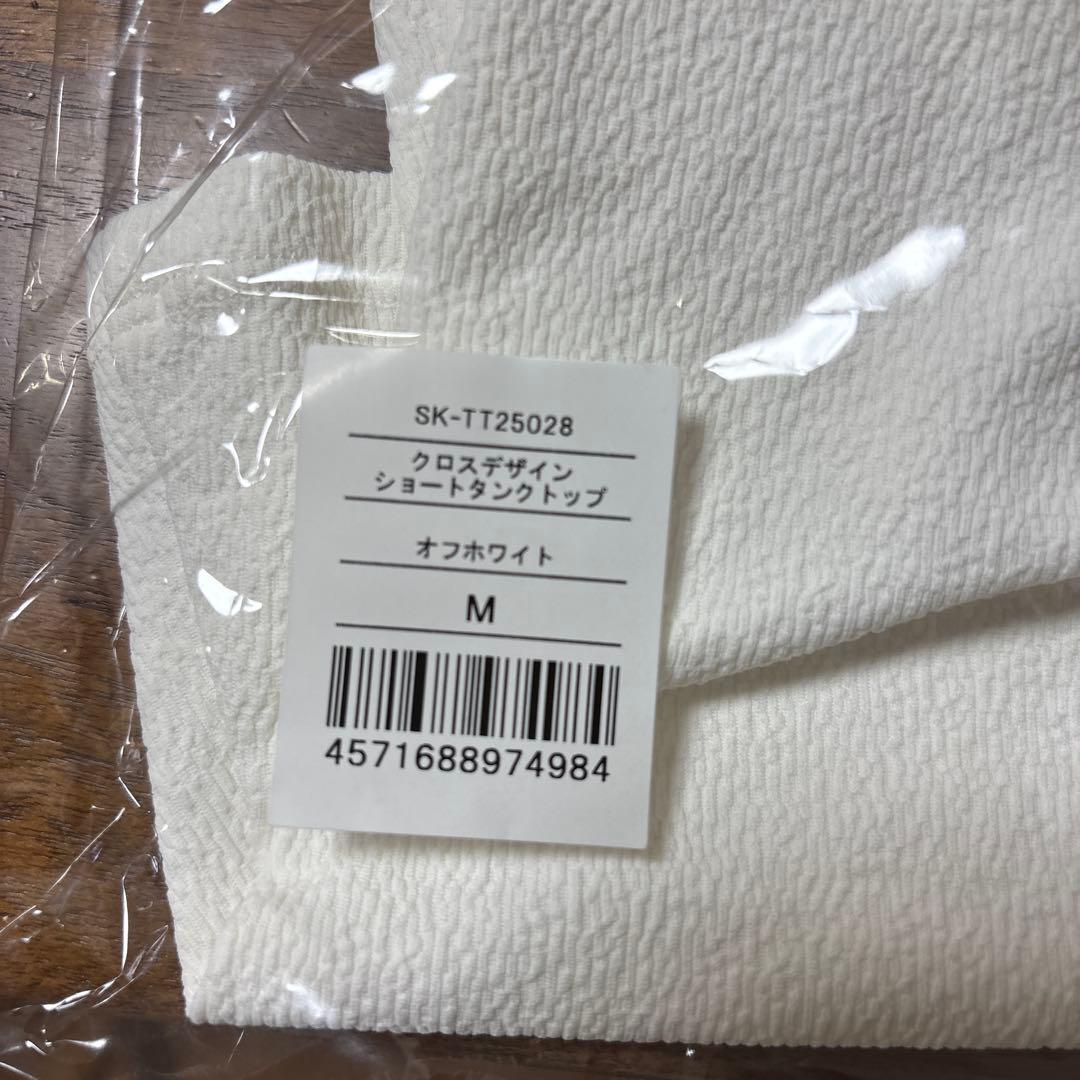 SK-TT25028
クロスデザイン
ショートタンクトップ
オフホワイト
M
4571688974984